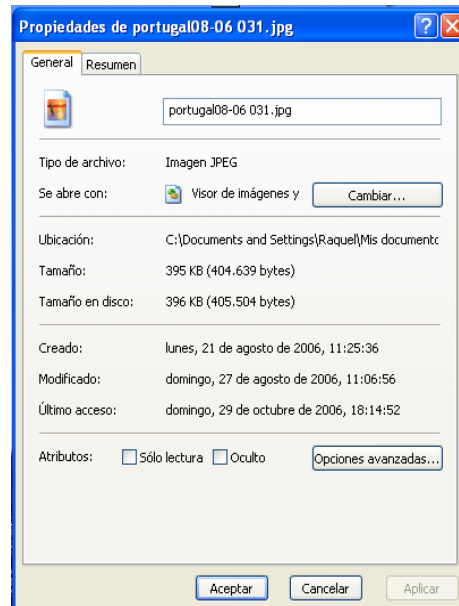 Propiedades de portugal08-06 031.jpg
General Resumen
portugal08-06 031.jpg
Tipo de archivo: Imagen JPEG
Se abre con: Visor de imágenes y Cambiar...
Ubicación: C:\Documents and Settings\Raquel\Mis documentc
Tamaño: 395 KB (404.639 bytes)
Tamaño en disco: 396 KB (405.504 bytes)
Creado: lunes, 21 de agosto de 2006, 11:25:36
Modificado: domingo, 27 de agosto de 2006, 11:06:56
Último acceso: domingo, 29 de octubre de 2006, 18:14:52
Atributos: Sólo lectura Oculto Opciones avanzadas...
Aceptar Cancelar Aplicar